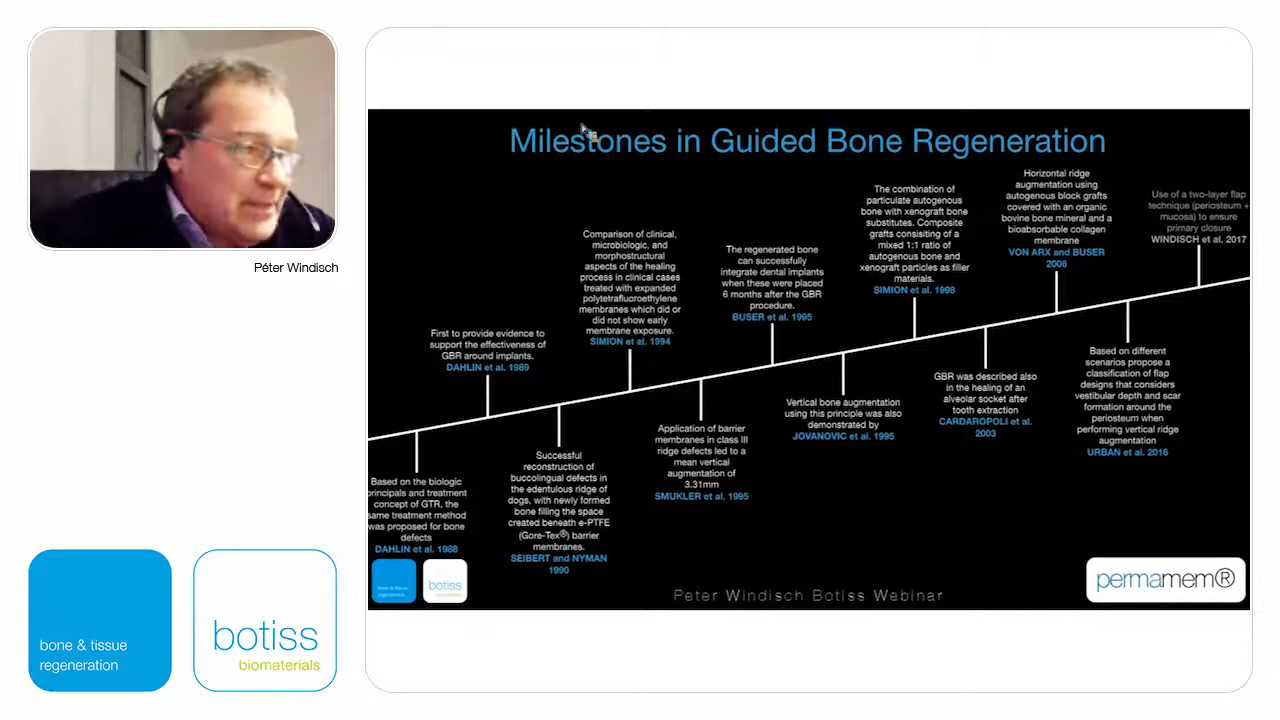 Péter Windisch
bone & tissue
regeneration
botiss
biomaterials
Milestones in Guided Bone Regeneration
Based on the biologic
principals and treatment
concept of GTR, the
same treatment method
was proposed for bone
defects
DAHLIN et al. 1988
First to provide evidence to
support the effectiveness of
GBR around implants.
DAHLIN et al. 1989
Successful
reconstruction of
buccolingual defects in
the edentulous ridge of
dogs, with newly formed
bone filling the space
created beneath e-PTFE
(Gore-Tex®) barrier
membranes.
SEIBERT and NYMAN
1990
Comparison of clinical,
microbiologic, and
morphostructural
aspects of the healing
process in clinical cases
treated with expanded
polytetrafluoroethylene
membranes which did or
did not show early
membrane exposure.
SIMION et al. 1994
Application of barrier
membranes in class III
ridge defects led to a
mean vertical
augmentation of
3.31mm
SMUKLER et al. 1995
The regenerated bone
can successfully
integrate dental implants
when these were placed
6 months after the GBR
procedure.
BUSER et al. 1995
Vertical bone augmentation
using this principle was also
demonstrated by
JOVANOVIC et al. 1995
The combination of
particulate autogenous
bone with xenograft bone
substitutes. Composite
grafts consisiting of a
mixed 1:1 ratio of
autogenous bone and
xenograft particles as filler
materials.
SIMION et al. 1998
GBR was described also
in the healing of an
alveolar socket after
tooth extraction
CARDAROPOLI et al.
2003
Horizontal ridge
augmentation using
autogenous block grafts
covered with an organic
bovine bone mineral and a
bioabsorbable collagen
membrane
VON ARX and BUSER
2006
Based on different
scenarios propose a
classification of flap
designs that considers
vestibular depth and scar
formation around the
periosteum when
performing vertical ridge
augmentation
URBAN et al. 2016
Use of a two-layer flap
technique (periosteum +
mucosa) to ensure
primary closure
WINDISCH et al. 2017
bone & tissue
regeneration
botiss
biomaterials
Peter Windisch Botiss Webinar
permamem®